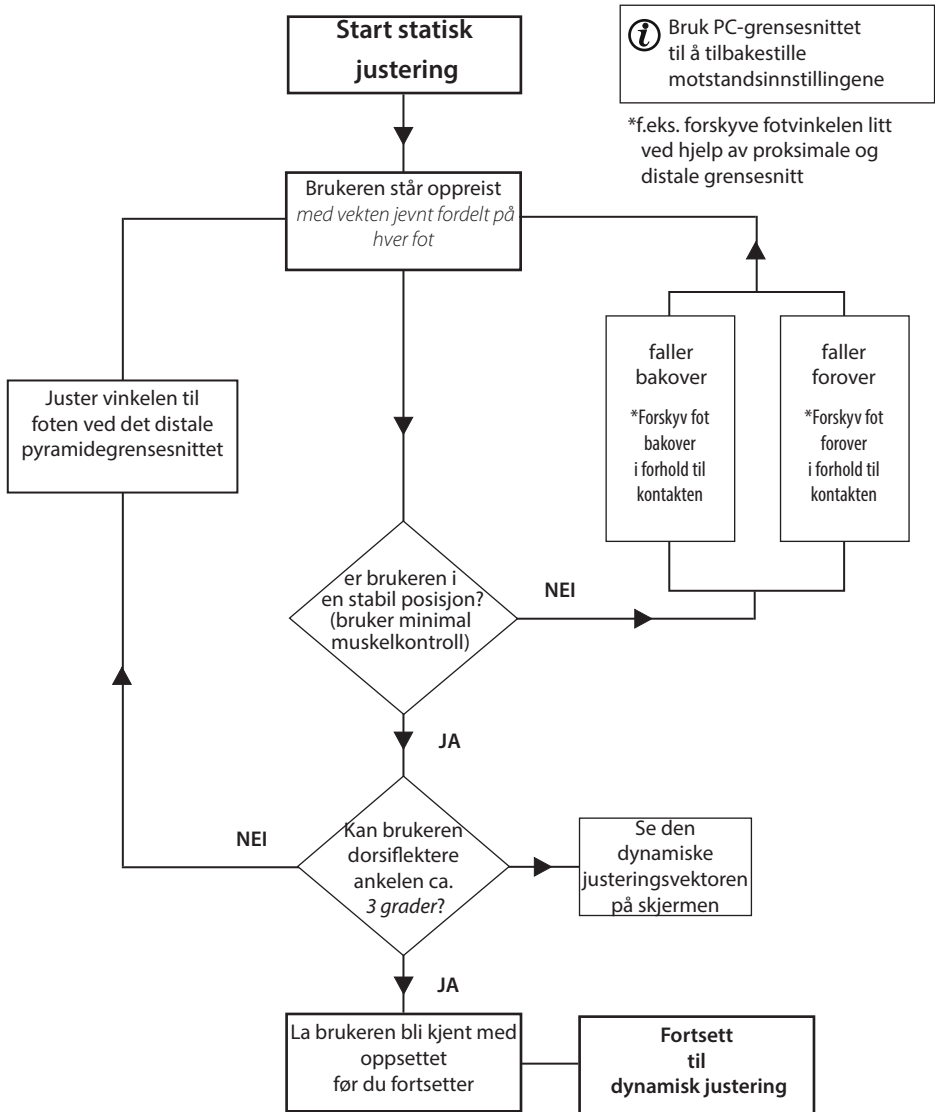 Start statisk
justering
Bruk PC-grensesnittet
til å tilbakestille
motstandsinnstillingene
*f.eks. forskyve fotvinkelen litt
ved hjelp av proksimale og
distale grensesnitt
Brukeren står oppreist
med vekten jevnt fordelt på
hver fot
Juster vinkelen til
foten ved det distale
pyramidegrensesnittet
faller
bakover
*Forskyv fot
bakover
i forhold til
kontakten
faller
forover
*Forskyv fot
forover
i forhold til
kontakten
er brukeren i
en stabil posisjon?
(bruker minimal
muskelkontroll)
NEI
JA
NEI
Kan brukeren
dorsiflektere
ankelen ca.
3 grader?
Se den
dynamiske
justeringsvektoren
på skjermen
JA
La brukeren bli kjent med
oppsettet
før du fortsetter
Fortsett
til
dynamisk justering